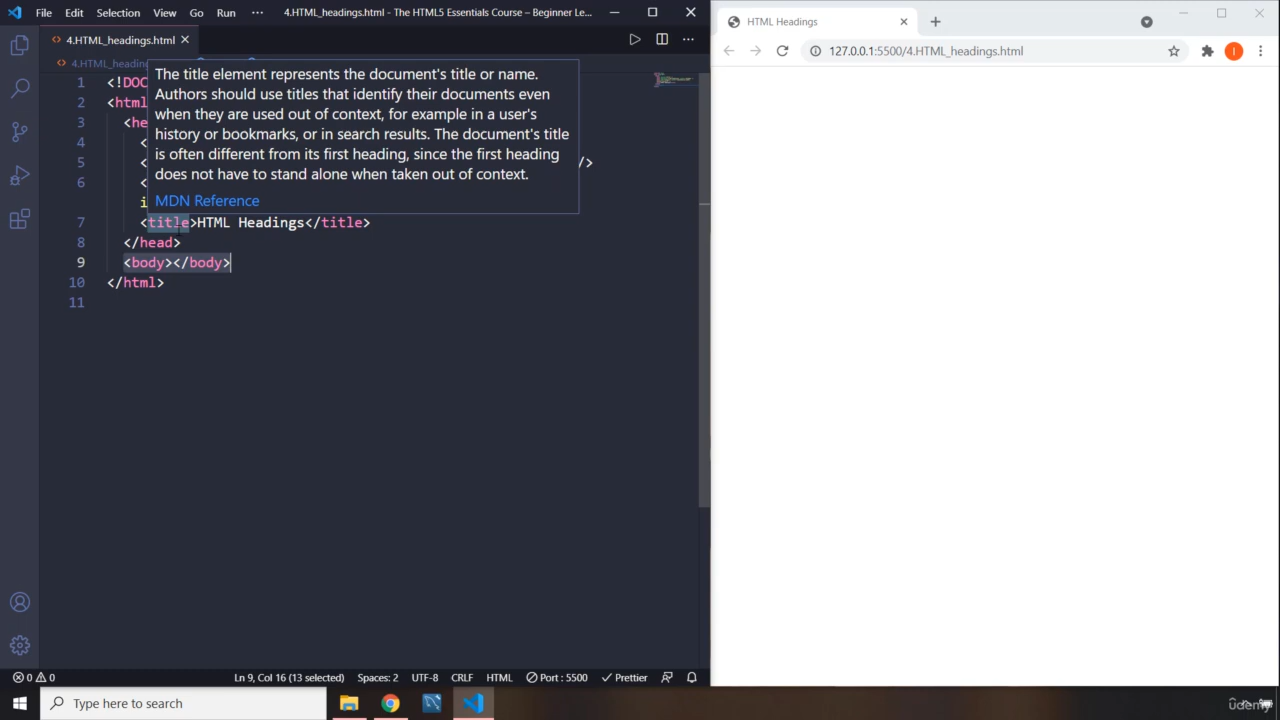 File Edit Selection View Go Run ··· 4.HTML_headings.html - The HTML5 Essentials Course – Beginner Le...
4.HTML_headings.html
4.HTML_heading
The title element represents the document's title or name.
Authors should use titles that identify their documents even
when they are used out of context, for example in a user's
history or bookmarks, or in search results. The document's title
is often different from its first heading, since the first heading
does not have to stand alone when taken out of context.
MDN Reference
1 <!DOC
2 <html
3 <he
4 <
5 < />
6 <
i
7 <title>HTML Headings</title>
8 </head>
9 <body></body>
10 </html>
11
0 0 Ln 9, Col 16 (13 selected) Spaces: 2 UTF-8 CRLF HTML Port : 5500 Prettier
HTML Headings
127.0.0.1:5500/4.HTML_headings.html
I
Type here to search
udemy